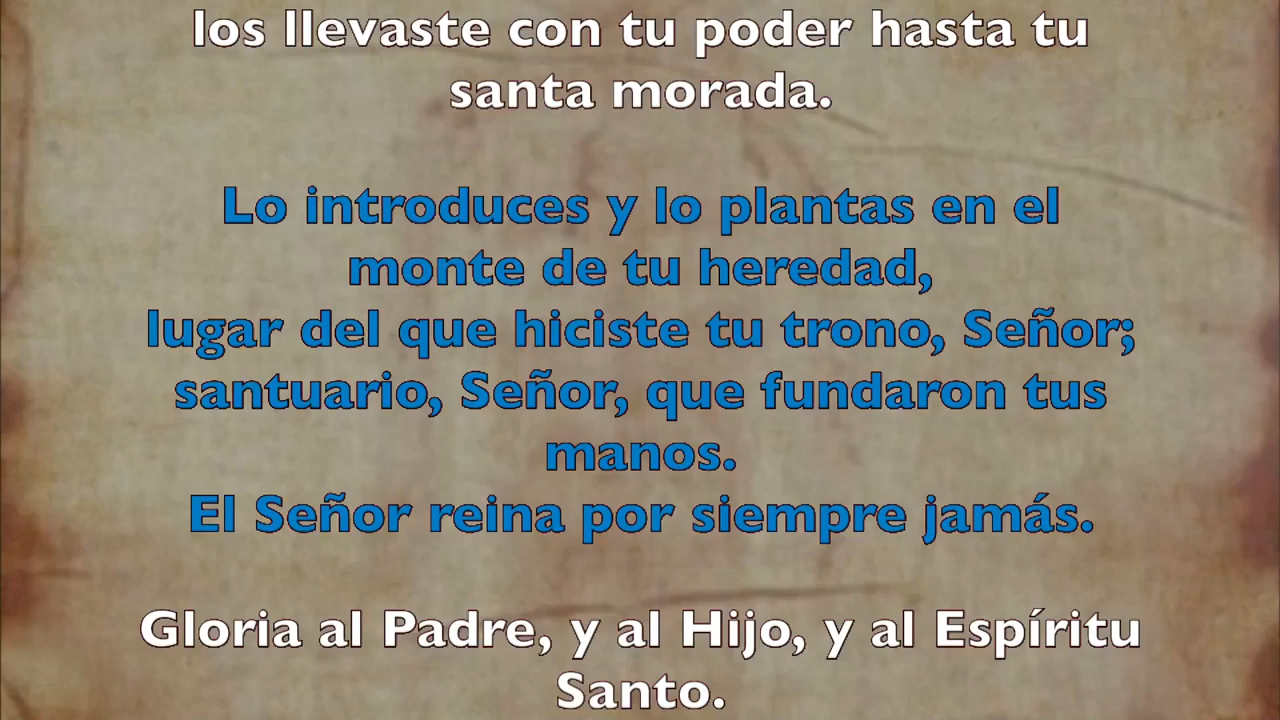 los llevaste con tu poder hasta tu
santa morada.
Lo introduces y lo plantas en el
monte de tu heredad,
lugar del que hiciste tu trono, Señor;
santuario, Señor, que fundaron tus
manos.
El Señor reina por siempre jamás.
Gloria al Padre, y al Hijo, y al Espíritu
Santo.